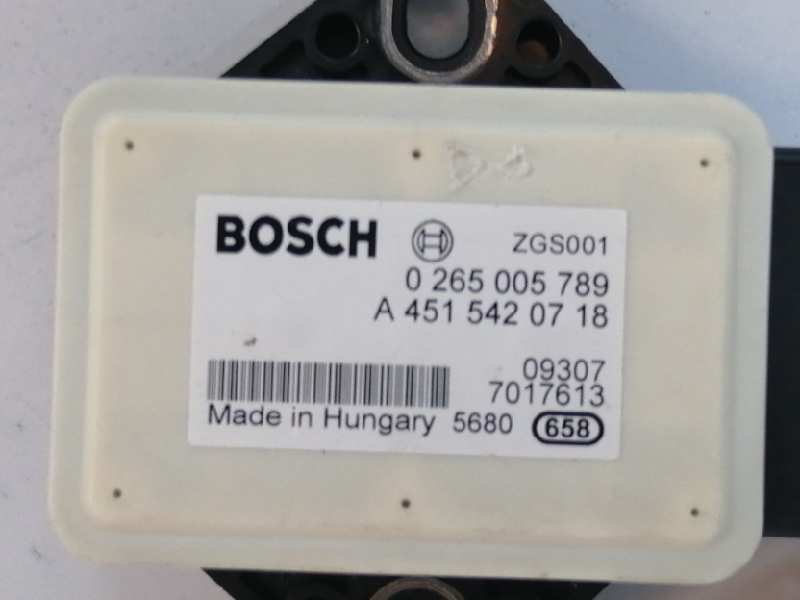 BOSCH ZGS001
0 265 005 789
A 451 542 07 18
09307
7017613
Made in Hungary 5680 658